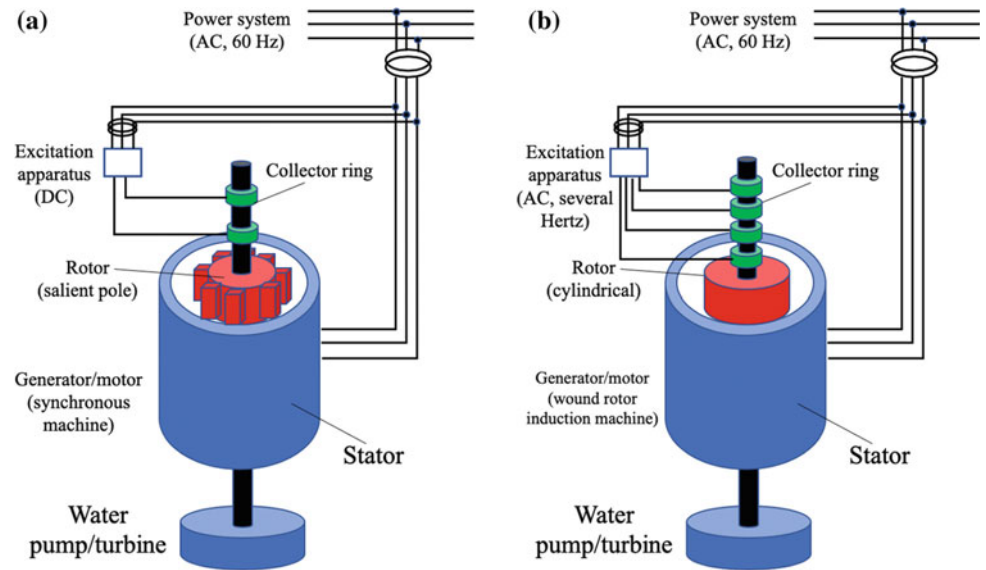 (a)
Power system
(AC, 60 Hz)
Excitation
apparatus
(DC)
Collector ring
Rotor
(salient pole)
Generator/motor
(synchronous
machine)
Stator
Water
pump/turbine
(b)
Power system
(AC, 60 Hz)
Excitation
apparatus
(AC, several
Hertz)
Collector ring
Rotor
(cylindrical)
Generator/motor
(wound rotor
induction machine)
Stator
Water
pump/turbine